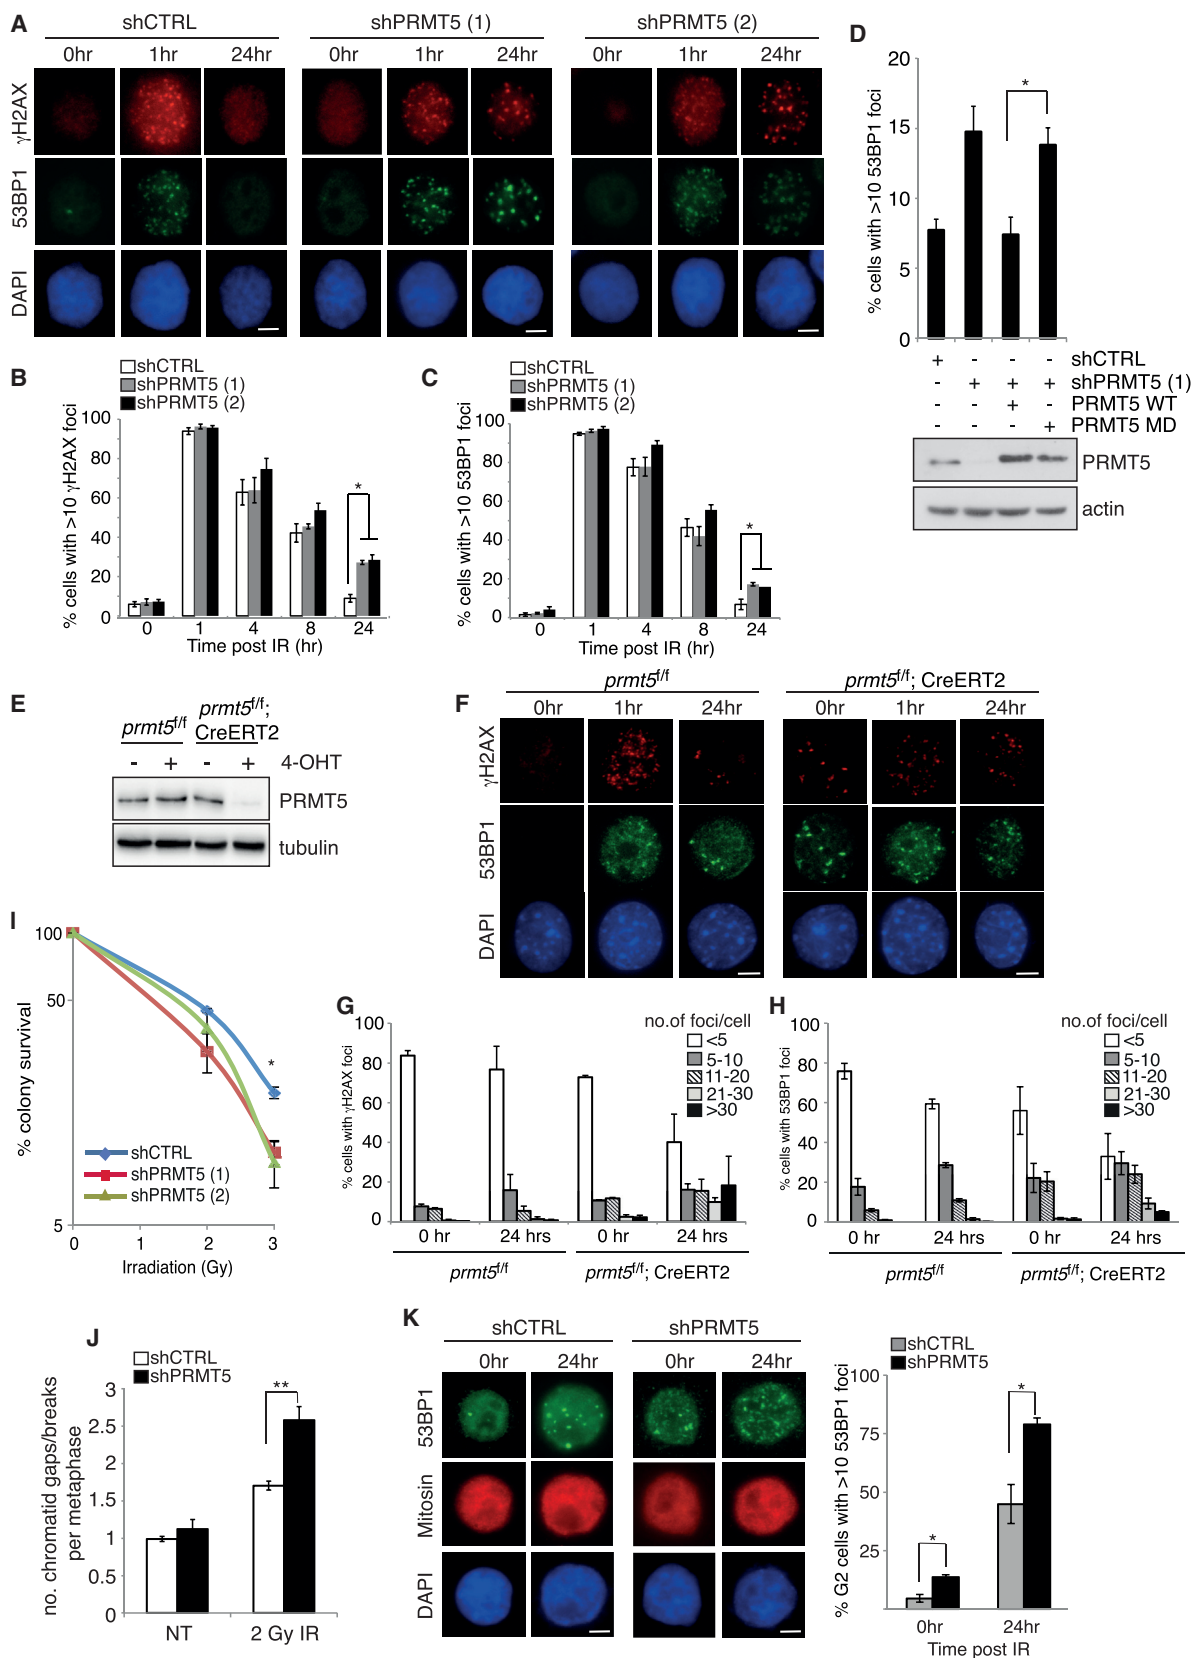 A
shCTRL
shPRMT5 (1)
shPRMT5 (2)
0hr 1hr 24hr
0hr 1hr 24hr
0hr 1hr 24hr
γH2AX
53BP1
DAPI
B
shCTRL
shPRMT5 (1)
shPRMT5 (2)
% cells with >10 γH2AX foci
100
80
60
40
20
0
*
0 1 4 8 24
Time post IR (hr)
C
shCTRL
shPRMT5 (1)
shPRMT5 (2)
% cells with >10 53BP1 foci
100
80
60
40
20
0
*
0 1 4 8 24
Time post IR (hr)
D
% cells with >10 53BP1 foci
20
15
10
5
0
*
+ - - - shCTRL
- + + + shPRMT5 (1)
- - + - PRMT5 WT
- - - + PRMT5 MD
PRMT5
actin
E
prmt5f/f
prmt5f/f;
CreERT2
- + - + 4-OHT
PRMT5
tubulin
F
prmt5f/f
prmt5f/f; CreERT2
0hr 1hr 24hr
0hr 1hr 24hr
γH2AX
53BP1
DAPI
I
% colony survival
100
50
5
*
shCTRL
shPRMT5 (1)
shPRMT5 (2)
0 1 2 3
Irradiation (Gy)
G
no.of foci/cell
<5
5-10
11-20
21-30
>30
% cells with γH2AX foci
100
80
60
40
20
0
0 hr 24 hrs 0 hr 24 hrs
prmt5f/f
prmt5f/f; CreERT2
H
no.of foci/cell
<5
5-10
11-20
21-30
>30
% cells with 53BP1 foci
100
80
60
40
20
0
0 hr 24 hrs 0 hr 24 hrs
prmt5f/f
prmt5f/f; CreERT2
J
shCTRL
shPRMT5
no. chromatid gaps/breaks
per metaphase
3
2.5
2
1.5
1
0.5
0
**
NT 2 Gy IR
K
shCTRL
shPRMT5
0hr 24hr
0hr 24hr
53BP1
Mitosin
DAPI
shCTRL
shPRMT5
% G2 cells with >10 53BP1 foci
100
75
50
25
*
*
0hr 24hr
Time post IR